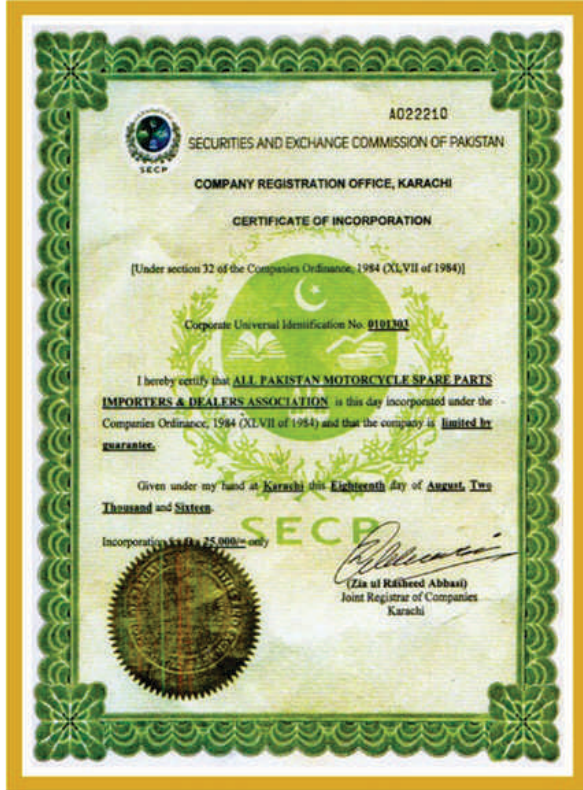 A022210
SECP
SECURITIES AND EXCHANGE COMMISSION OF PAKISTAN
COMPANY REGISTRATION OFFICE, KARACHI
CERTIFICATE OF INCORPORATION
[Under section 32 of the Companies Ordinance, 1984 (XLVII of 1984)]
Corporate Universal Identification No. 0101303
I hereby certify that ALL PAKISTAN MOTORCYCLE SPARE PARTS
IMPORTERS & DEALERS ASSOCIATION is this day incorporated under the
Companies Ordinance, 1984 (XLVII of 1984) and that the company is limited by
guarantee.
Given under my hand at Karachi this Eighteenth day of August, Two
Thousand and Sixteen.
SECP
Incorporation 25,000/= only
(Zia ul Rasheed Abbasi)
Joint Registrar of Companies
Karachi